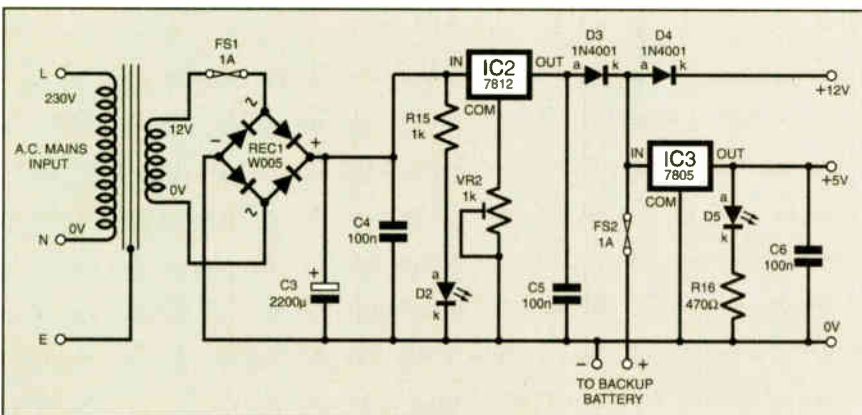 FS1
1A
L
230V
A.C. MAINS
INPUT
0V
N
E
12V
0V
~
REC1
W005
~
−
+
+
C3
2200µ
C4
100n
R15
1k
a
D2
k
IN
IC2
7812
OUT
COM
VR2
1k
C5
100n
D3
1N4001
a
k
D4
1N4001
a
k
+12V
IN
IC3
7805
OUT
COM
+5V
FS2
1A
a
D5
k
R16
470Ω
C6
100n
0V
−
+
TO BACKUP
BATTERY